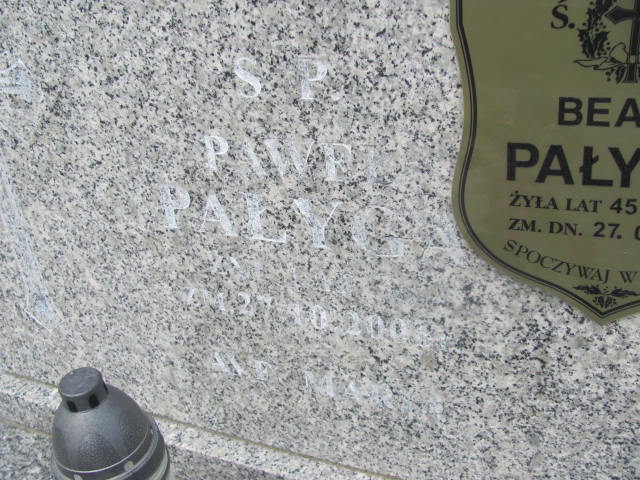 S P.
PAWEŁ
PAŁYGA
ZM 27.10.200
AVE MARIA
Ś.
BEA
PAŁY
ŻYŁA LAT 45
ZM. DN. 27. 0
SPOCZYWAJ W